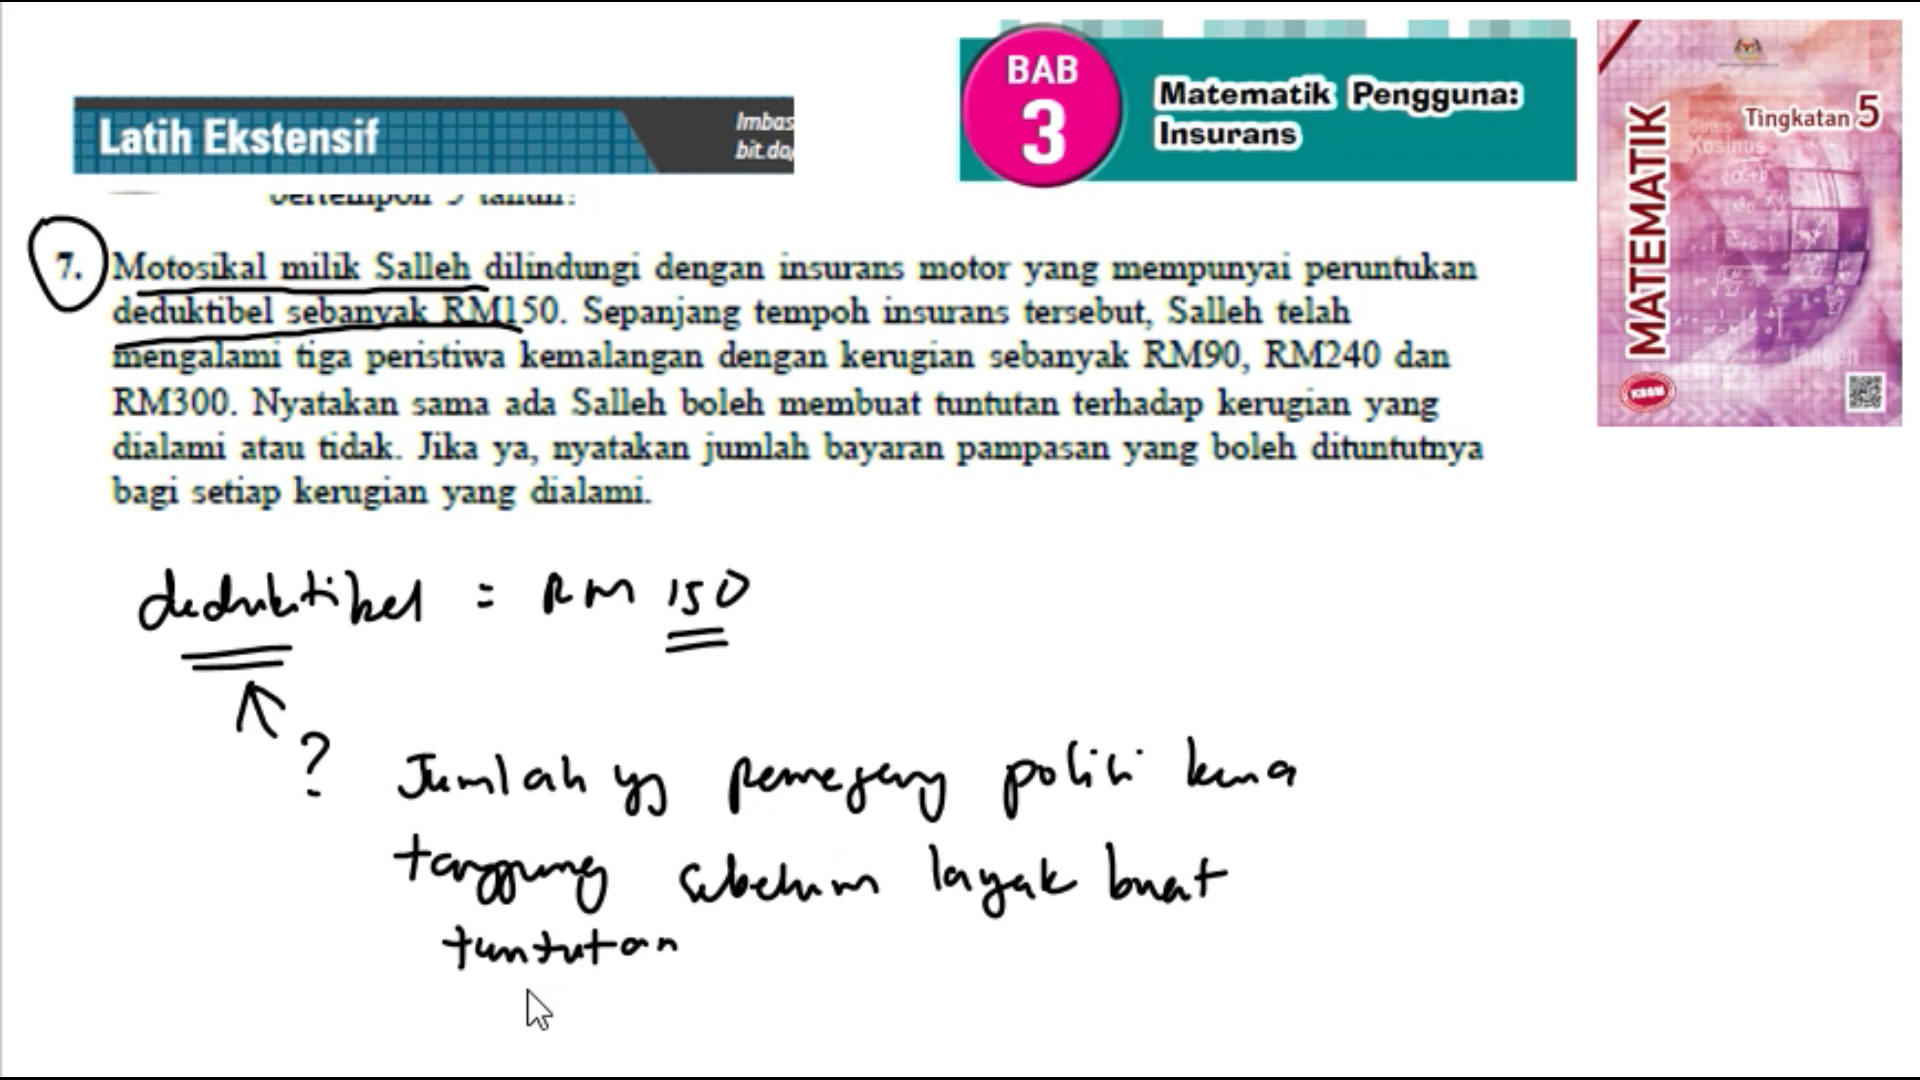 BAB
3
Matematik Pengguna:
Insurans
Latih Ekstensif
Imbas
bit.do/
MATEMATIK
Tingkatan 5
Sinus
Kosinus
tangen
KSSM
7. Motosikal milik Salleh dilindungi dengan insurans motor yang mempunyai peruntukan
deduktibel sebanyak RM150. Sepanjang tempoh insurans tersebut, Salleh telah
mengalami tiga peristiwa kemalangan dengan kerugian sebanyak RM90, RM240 dan
RM300. Nyatakan sama ada Salleh boleh membuat tuntutan terhadap kerugian yang
dialami atau tidak. Jika ya, nyatakan jumlah bayaran pampasan yang boleh dituntutnya
bagi setiap kerugian yang dialami.
deduktibel = RM 150
? Jumlah yg pemegang polisi kena
tanggung sebelum layak buat
tuntutan